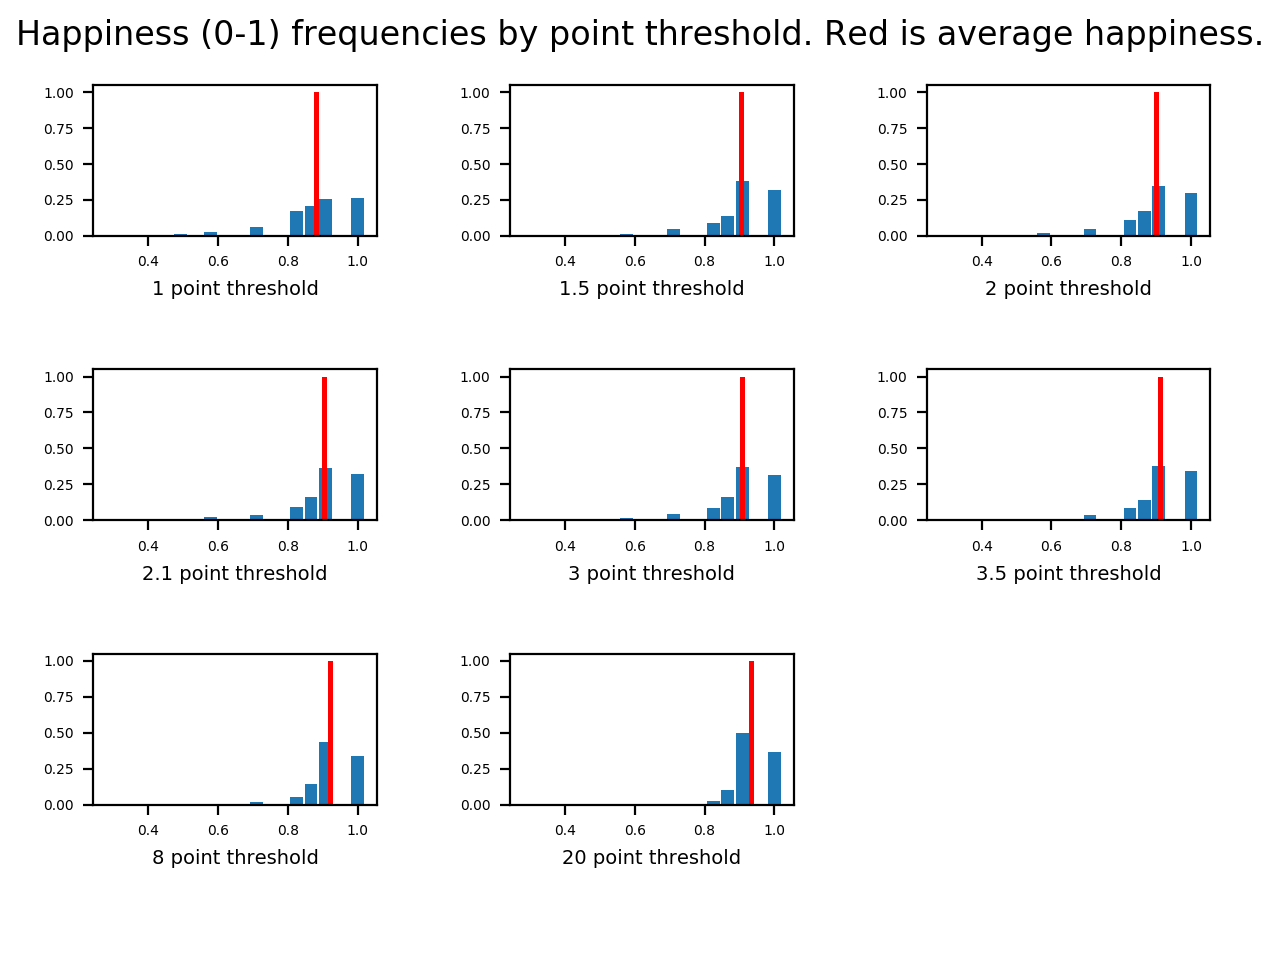 Happiness (0-1) frequencies by point threshold. Red is average happiness.
1.00 0.75 0.50 0.25 0.00
0.4 0.6 0.8 1.0
1 point threshold
1.00 0.75 0.50 0.25 0.00
0.4 0.6 0.8 1.0
1.5 point threshold
1.00 0.75 0.50 0.25 0.00
0.4 0.6 0.8 1.0
2 point threshold
1.00 0.75 0.50 0.25 0.00
0.4 0.6 0.8 1.0
2.1 point threshold
1.00 0.75 0.50 0.25 0.00
0.4 0.6 0.8 1.0
3 point threshold
1.00 0.75 0.50 0.25 0.00
0.4 0.6 0.8 1.0
3.5 point threshold
1.00 0.75 0.50 0.25 0.00
0.4 0.6 0.8 1.0
8 point threshold
1.00 0.75 0.50 0.25 0.00
0.4 0.6 0.8 1.0
20 point threshold